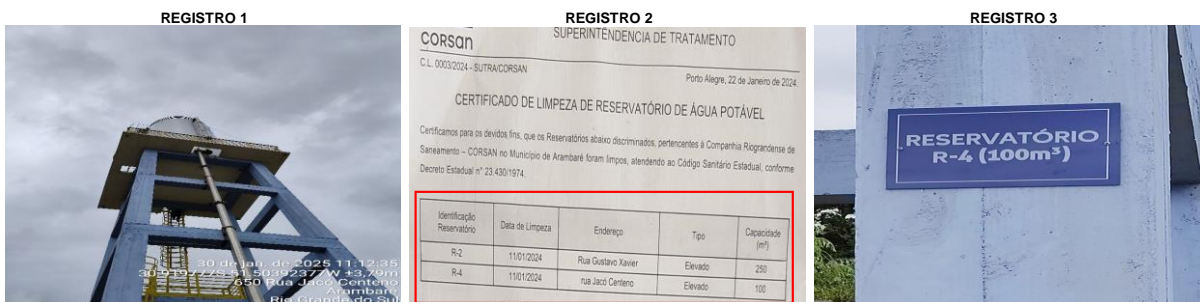 REGISTRO 1
REGISTRO 2
REGISTRO 3
30 de jan. de 2025 11:12:35
650 Rua Jacó Centeno
Arambaré
Rio Grande do Sul
corsan
SUPERINTENDÊNCIA DE TRATAMENTO
C.L. 0003/2024 - SUTRA/CORSAN
Porto Alegre, 22 de Janeiro de 2024.
CERTIFICADO DE LIMPEZA DE RESERVATÓRIO DE ÁGUA POTÁVEL
Certificamos para os devidos fins, que os Reservatórios abaixo discriminados, pertencentes à Companhia Riograndense de
Saneamento – CORSAN no Município de Arambaré foram limpos, atendendo ao Código Sanitário Estadual, conforme
Decreto Estadual n° 23.430/1974.
Identificação Reservatório Data de Limpeza Endereço Tipo Capacidade (m³)
R-2 11/01/2024 Rua Gustavo Xavier Elevado 250
R-4 11/01/2024 rua Jacó Centeno Elevado 100
RESERVATÓRIO
R-4 (100m³)